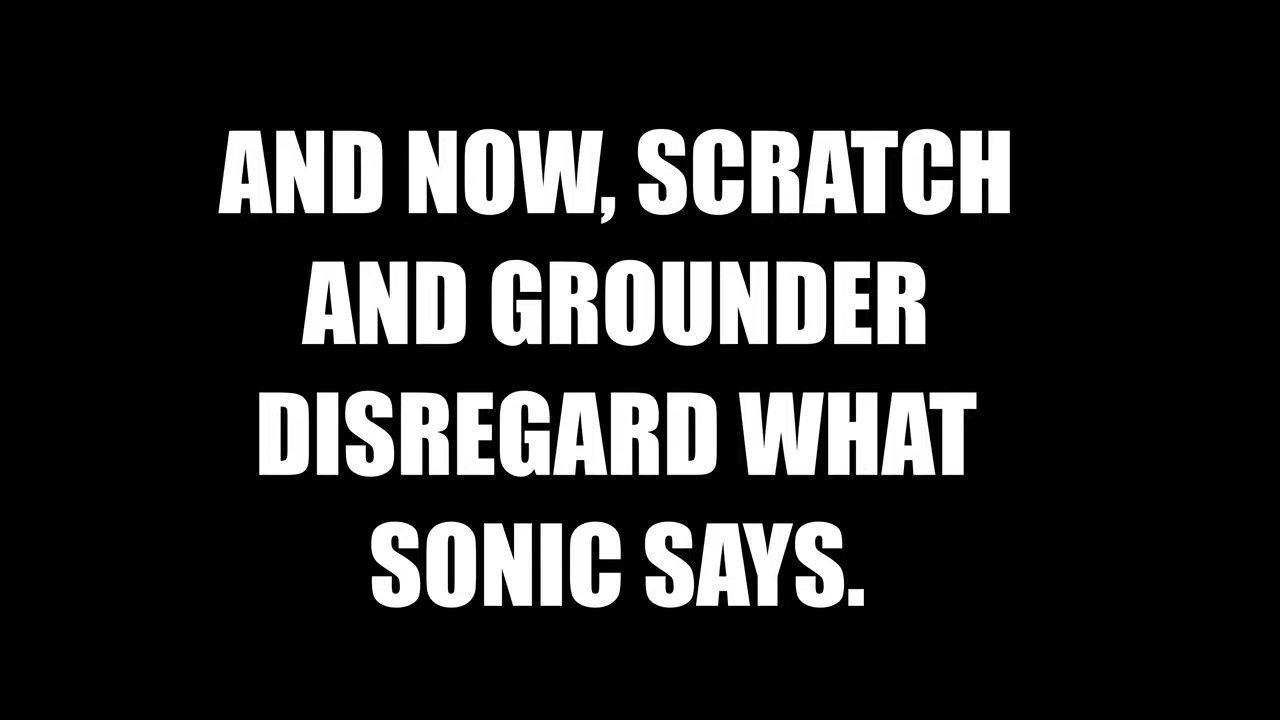 AND NOW, SCRATCH
AND GROUNDER
DISREGARD WHAT
SONIC SAYS.